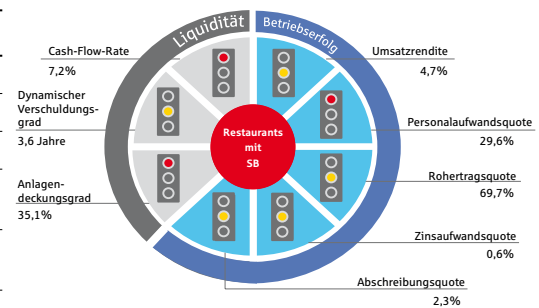 Liquidität
Betriebserfolg
Cash-Flow-Rate
7,2%
Dynamischer
Verschuldungs-
grad
3,6 Jahre
Anlagen-
deckungsgrad
35,1%
Restaurants
mit
SB
Umsatzrendite
4,7%
Personalaufwandsquote
29,6%
Rohertragsquote
69,7%
Zinsaufwandsquote
0,6%
Abschreibungsquote
2,3%